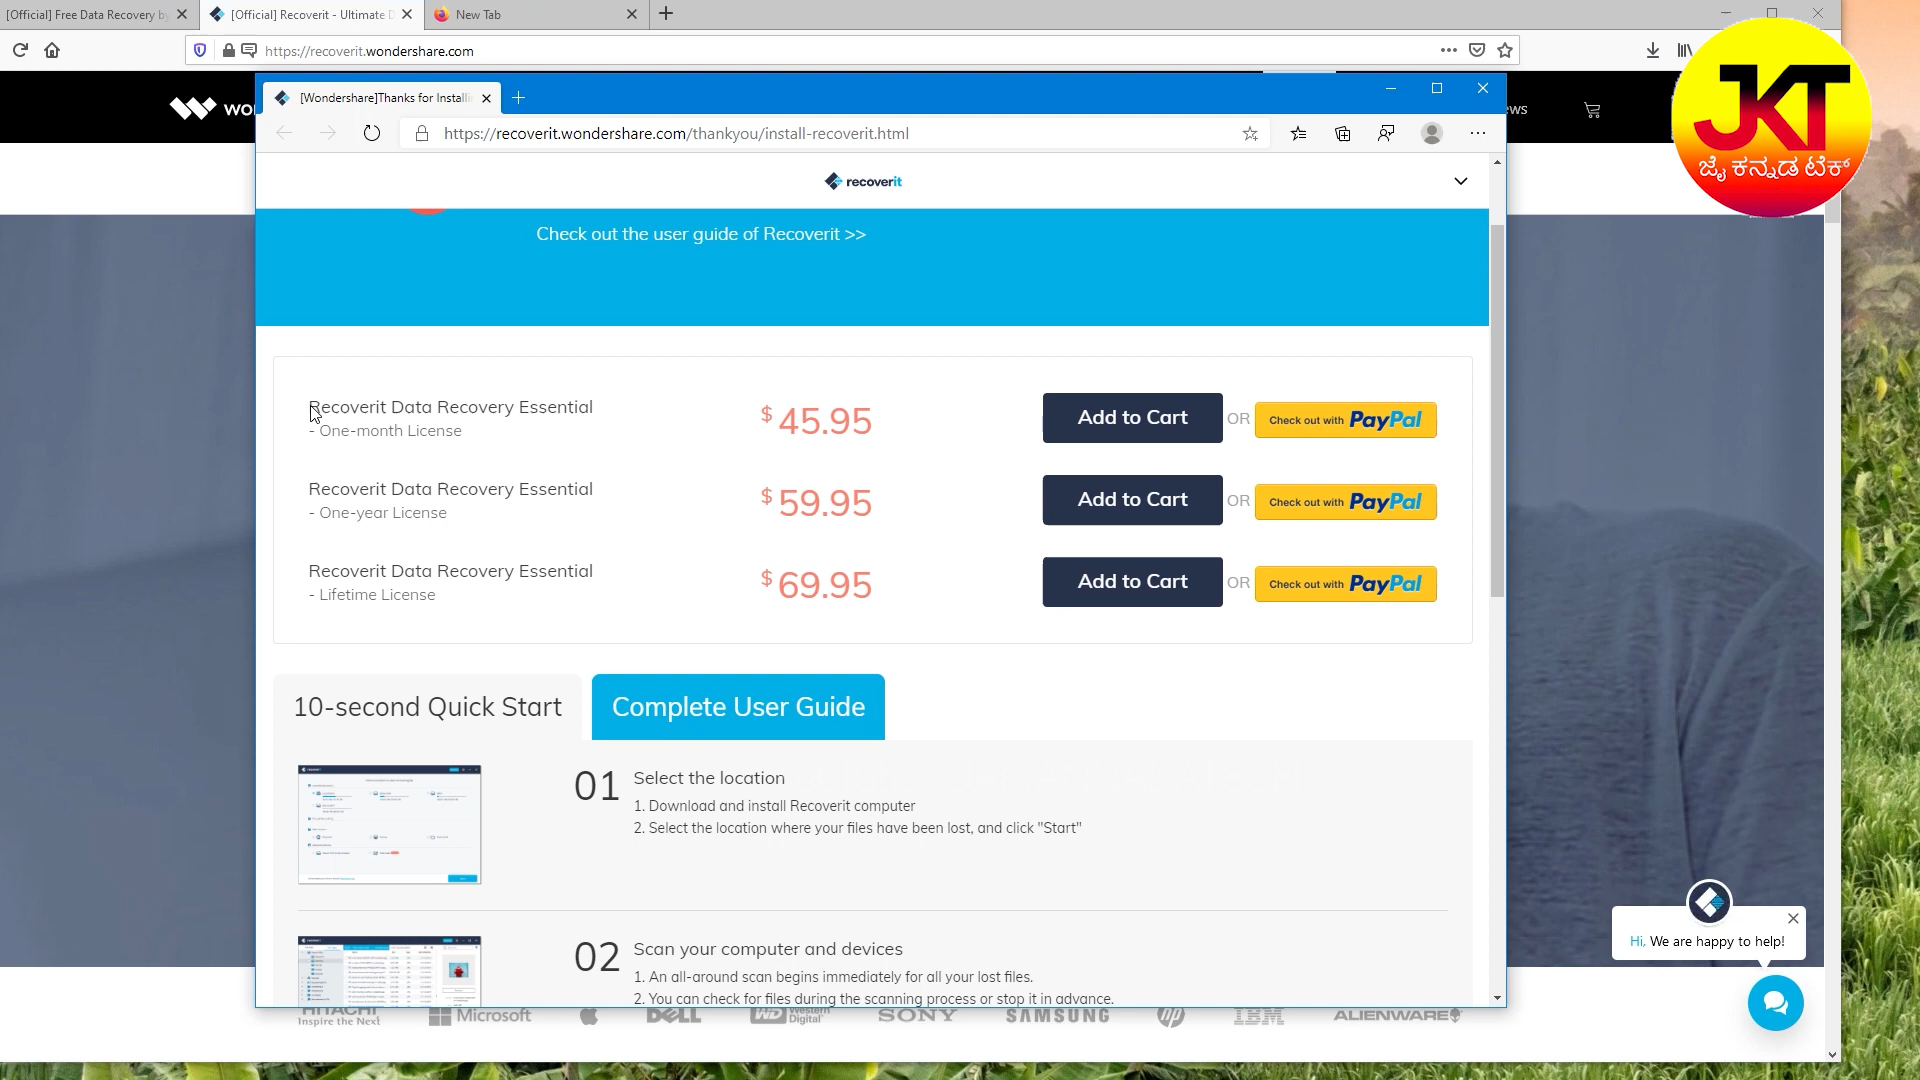 [Official] Free Data Recovery by
[Official] Recoverit - Ultimate D
New Tab
https://recoverit.wondershare.com
[Wondershare]Thanks for Installi
https://recoverit.wondershare.com/thankyou/install-recoverit.html
JKT
ಜೈ ಕನ್ನಡ ಟೆಕ್
recoverit
Check out the user guide of Recoverit >>
Recoverit Data Recovery Essential
- One-month License
$ 45.95
Add to Cart OR Check out with PayPal
Recoverit Data Recovery Essential
- One-year License
$ 59.95
Add to Cart OR Check out with PayPal
Recoverit Data Recovery Essential
- Lifetime License
$ 69.95
Add to Cart OR Check out with PayPal
10-second Quick Start
Complete User Guide
01 Select the location
1. Download and install Recoverit computer
2. Select the location where your files have been lost, and click "Start"
02 Scan your computer and devices
1. An all-around scan begins immediately for all your lost files.
2. You can check for files during the scanning process or stop it in advance.
Hi, We are happy to help!
HITACHI
Inspire the Next
Microsoft
DELL
WD Western Digital
SONY
SAMSUNG
hp
IBM
ALIENWARE